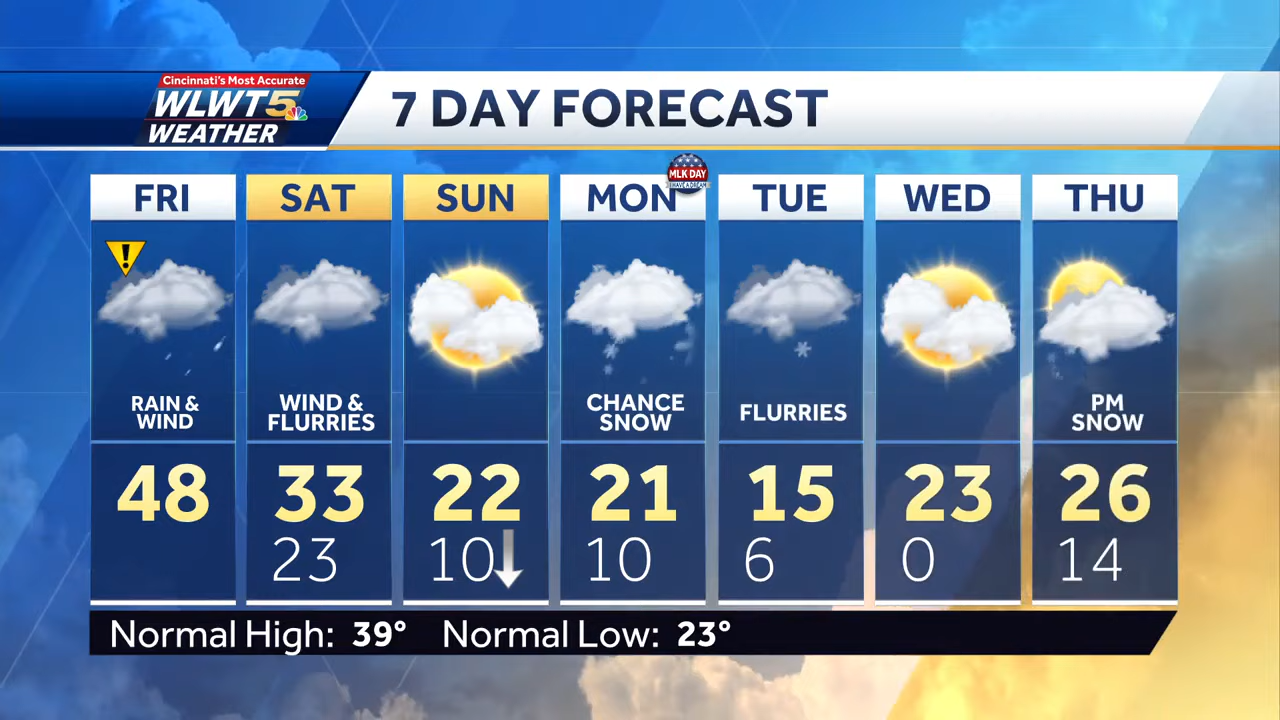 Cincinnati's Most Accurate
WLWT5
WEATHER
7 DAY FORECAST
MLK DAY
I HAVE A DREAM
FRI SAT SUN MON TUE WED THU
!
RAIN & WIND & CHANCE FLURRIES PM
WIND FLURRIES SNOW SNOW
48 33 22 21 15 23 26
23 10 10 6 0 14
Normal High: 39° Normal Low: 23°